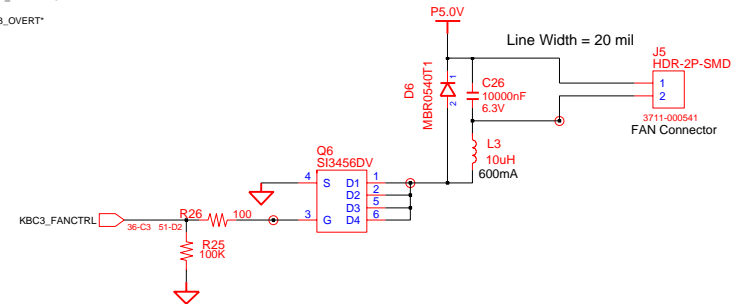 B_OVERT*
P5.0V
Line Width = 20 mil
J5
HDR-2P-SMD
1
2
3711-000541
FAN Connector
D6
MBR0540T1
1
2
C26
10000nF
6.3V
L3
10uH
600mA
Q6
SI3456DV
4
S
D1
1
D2
2
D3
5
3
G
D4
6
KBC3_FANCTRL
36-C3
51-D2
R26
100
R25
100K